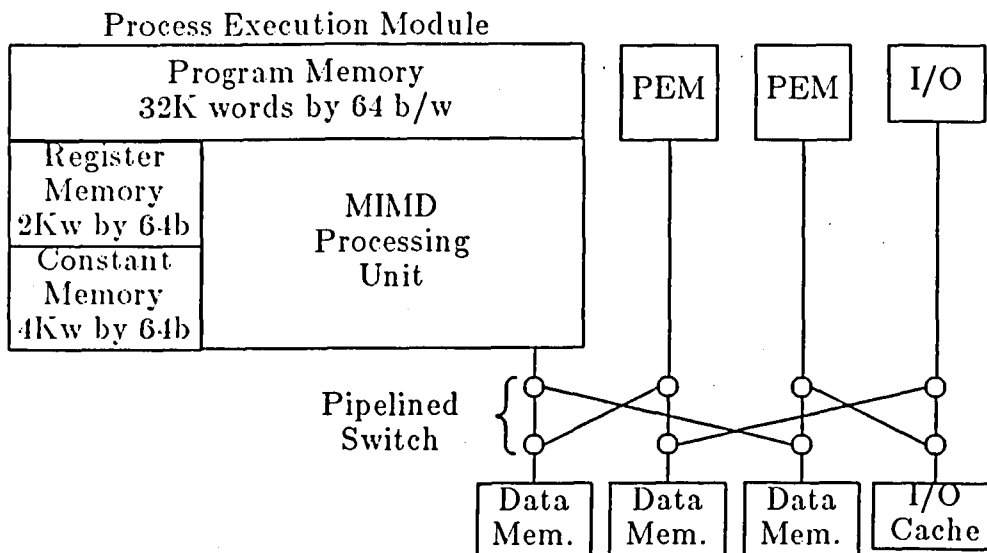 Process Execution Module
Program Memory
32K words by 64 b/w
Register
Memory
2Kw by 64b
Constant
Memory
4Kw by 64b
MIMD
Processing
Unit
PEM
PEM
I/O
Pipelined
Switch
Data
Mem.
Data
Mem.
Data
Mem.
I/O
Cache